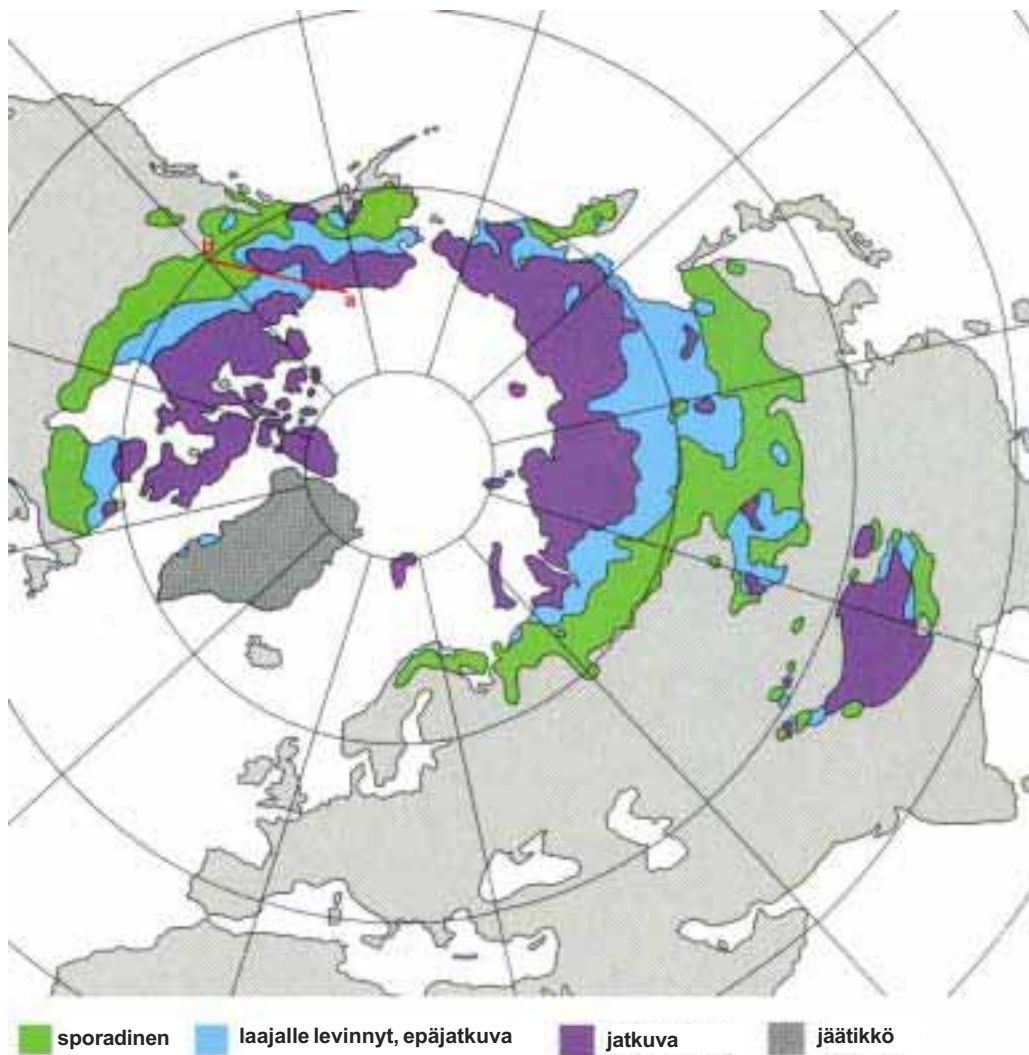 H
a
sporadinen
laajalle levinnyt, epäjatkuva
jatkuva
jäätikkö